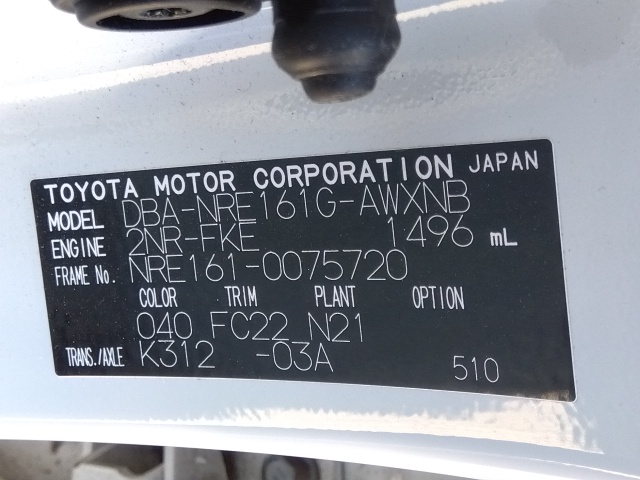 TOYOTA MOTOR CORPORATION JAPAN
MODEL DBA-NRE161G-AWXNB
ENGINE 2NR-FKE 1496 mL
FRAME No. NRE161-0075720
COLOR TRIM PLANT OPTION
040 FC22 N21
TRANS./AXLE K312 -03A 510